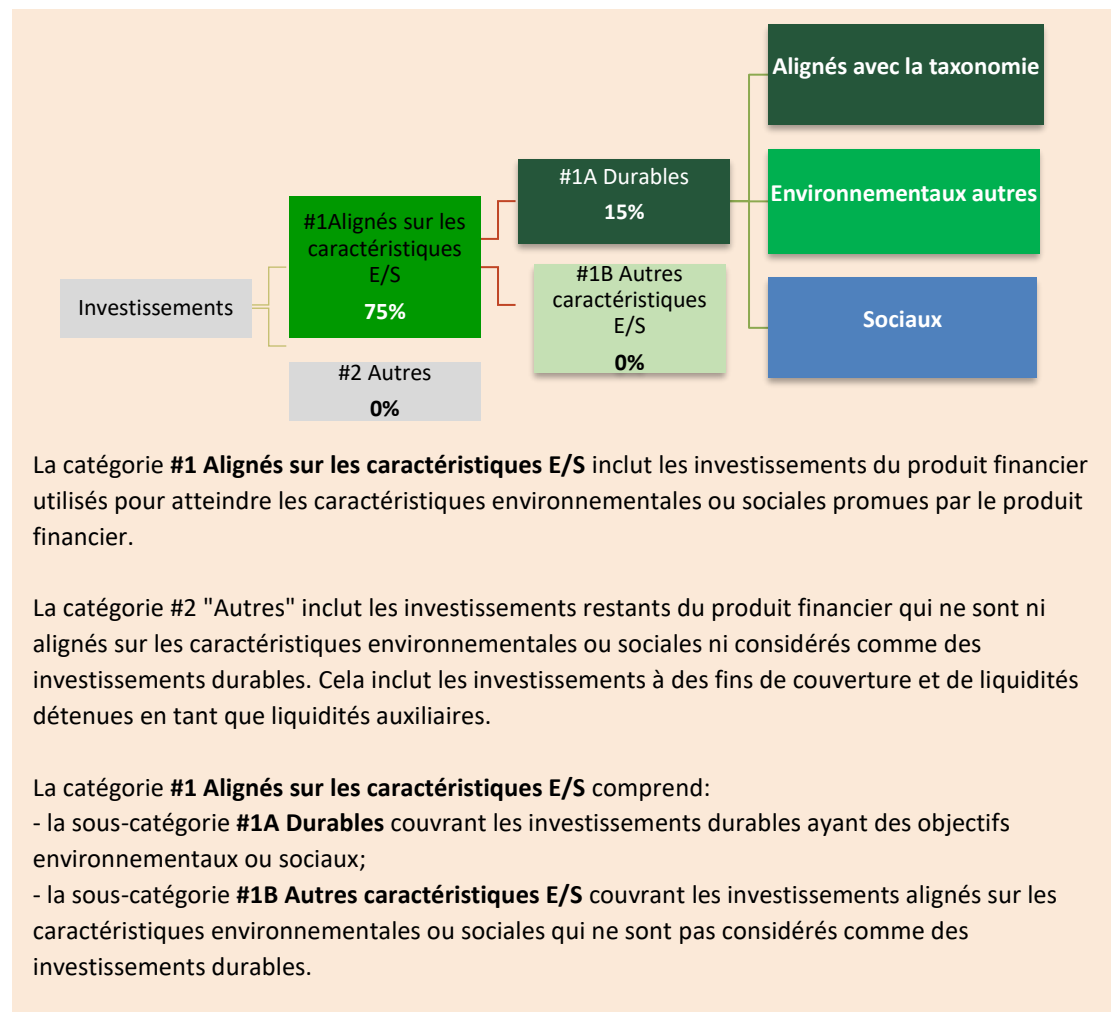 Alignés avec la taxonomie
#1A Durables
15%
Environnementaux autres
#1Alignés sur les
caractéristiques
E/S
75%
#1B Autres
caractéristiques
E/S
0%
Investissements
Sociaux
#2 Autres
0%
La catégorie #1 Alignés sur les caractéristiques E/S inclut les investissements du produit financier
utilisés pour atteindre les caractéristiques environnementales ou sociales promues par le produit
financier.
La catégorie #2 "Autres" inclut les investissements restants du produit financier qui ne sont ni
alignés sur les caractéristiques environnementales ou sociales ni considérés comme des
investissements durables. Cela inclut les investissements à des fins de couverture et de liquidités
détenues en tant que liquidités auxiliaires.
La catégorie #1 Alignés sur les caractéristiques E/S comprend:
- la sous-catégorie #1A Durables couvrant les investissements durables ayant des objectifs
environnementaux ou sociaux;
- la sous-catégorie #1B Autres caractéristiques E/S couvrant les investissements alignés sur les
caractéristiques environnementales ou sociales qui ne sont pas considérés comme des
investissements durables.